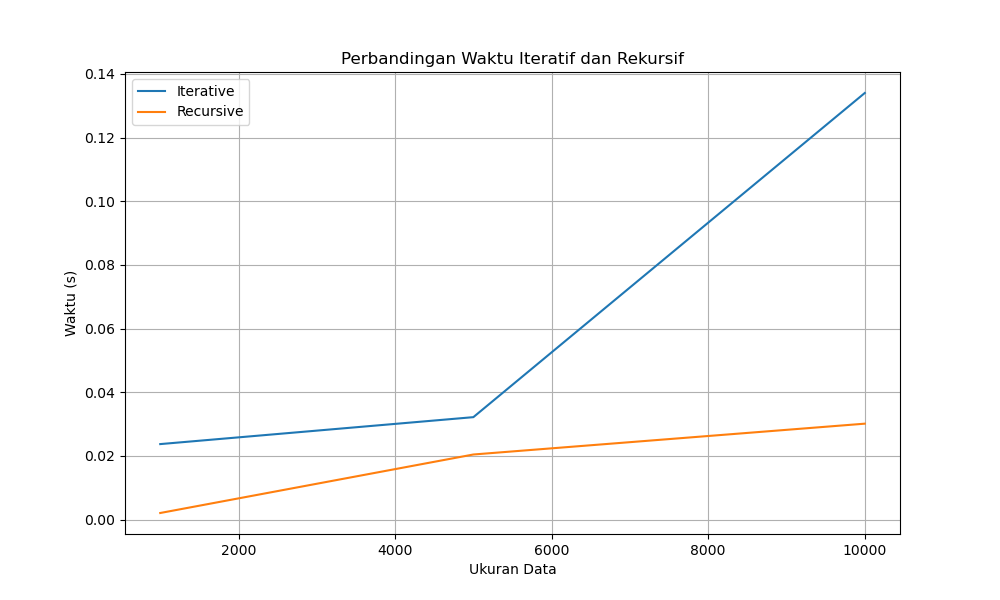 Perbandingan Waktu Iteratif dan Rekursif
Iterative
Recursive
0.14
0.12
0.10
0.08
0.06
0.04
0.02
0.00
Waktu (s)
2000 4000 6000 8000 10000
Ukuran Data